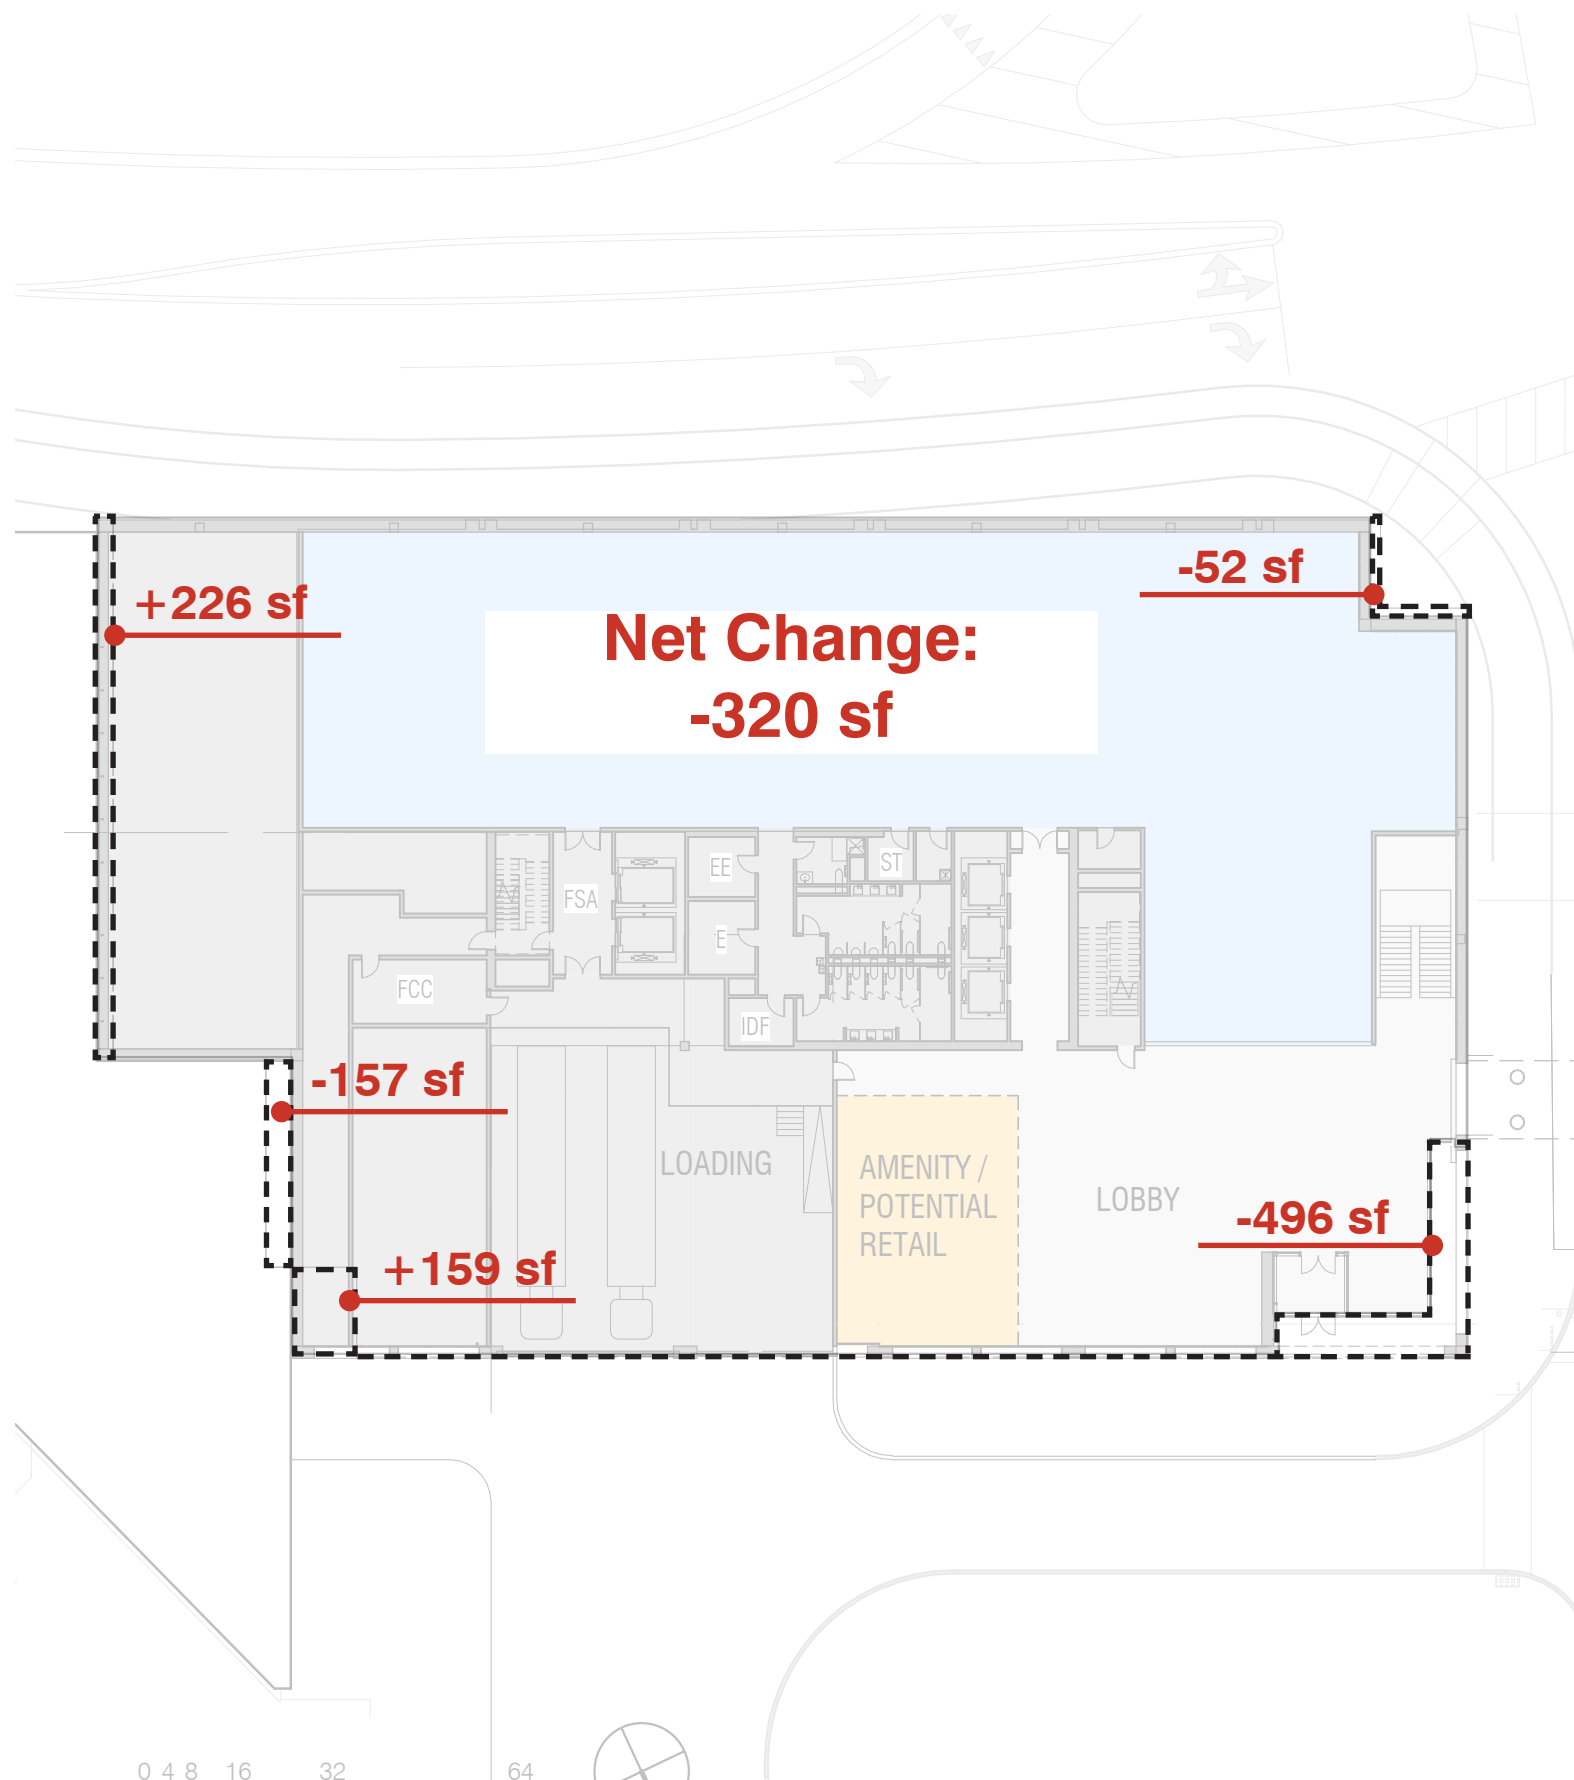 -52 sf
+226 sf
Net Change:
-320 sf
EE
ST
FSA
E
FCC
IDF
-157 sf
LOADING
AMENITY /
POTENTIAL
RETAIL
LOBBY
-496 sf
+159 sf
0 4 8 16 32 64